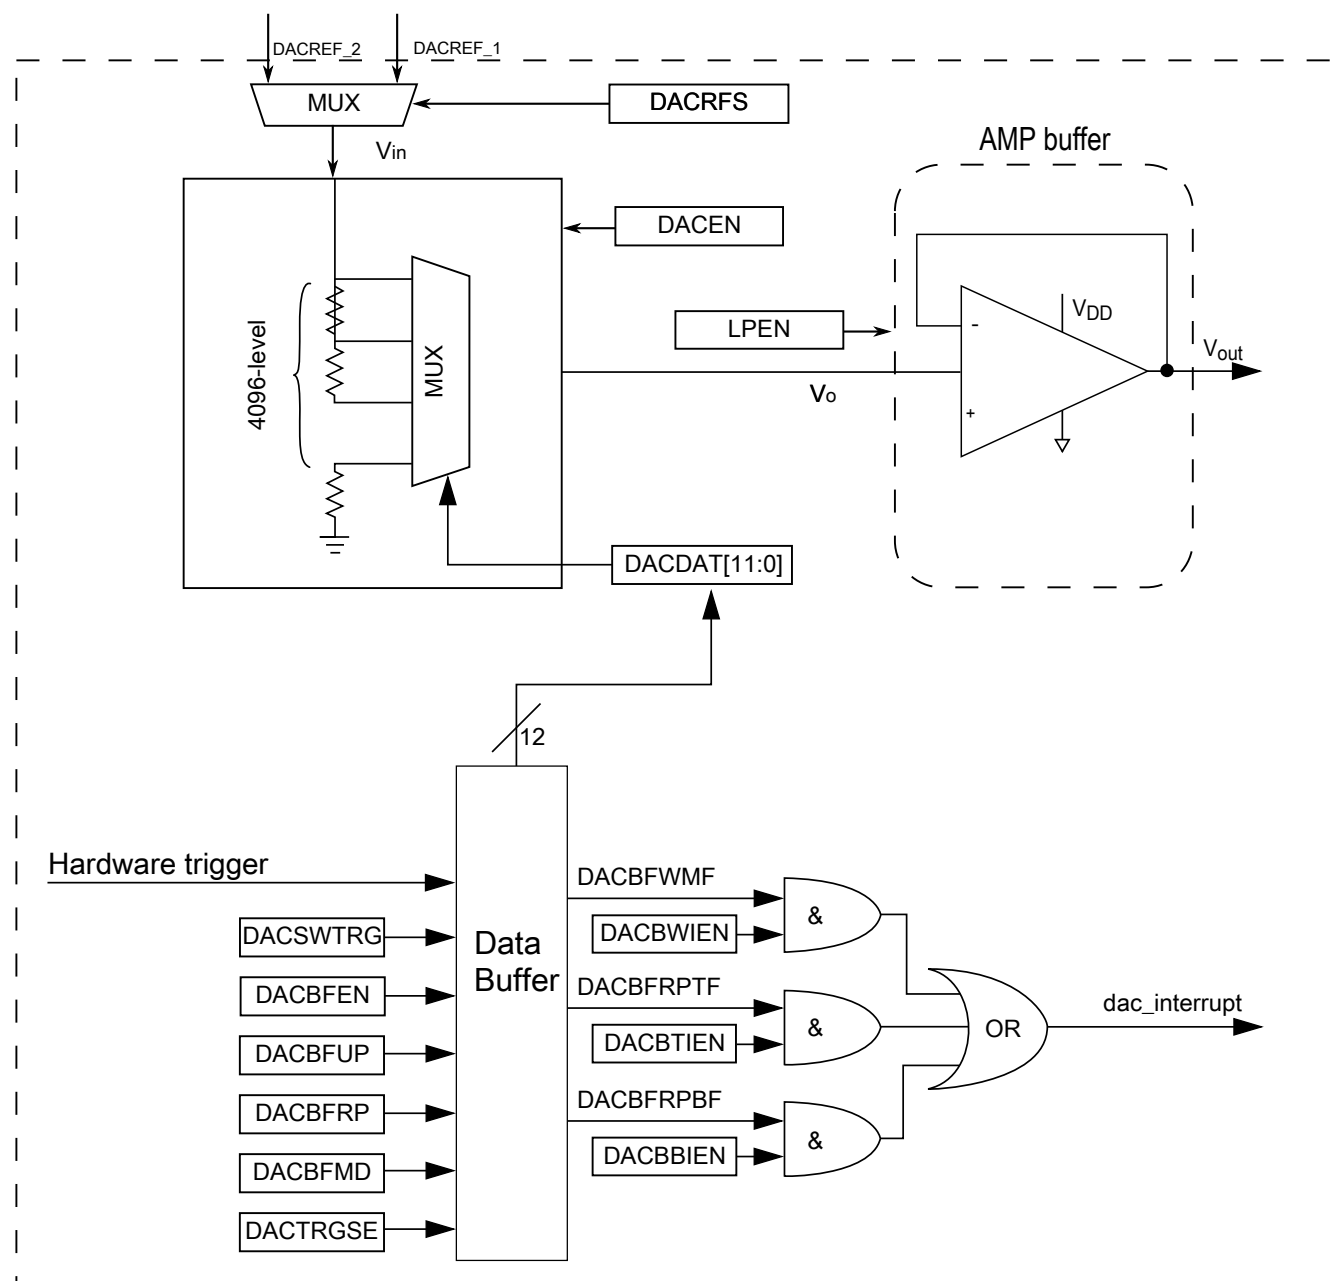 DACREF_2
DACREF_1
MUX
DACRFS
Vin
AMP buffer
DACEN
LPEN
VDD
-
+
Vout
4096-level
MUX
Vo
DACDAT[11:0]
12
Hardware trigger
DACSWTRG
DACBFEN
DACBFUP
DACBFRP
DACBFMD
DACTRGSE
Data
Buffer
DACBFWMF
DACBWIEN
&
DACBFRPTF
DACBTIEN
&
DACBFRPBF
DACBBIEN
&
OR
dac_interrupt